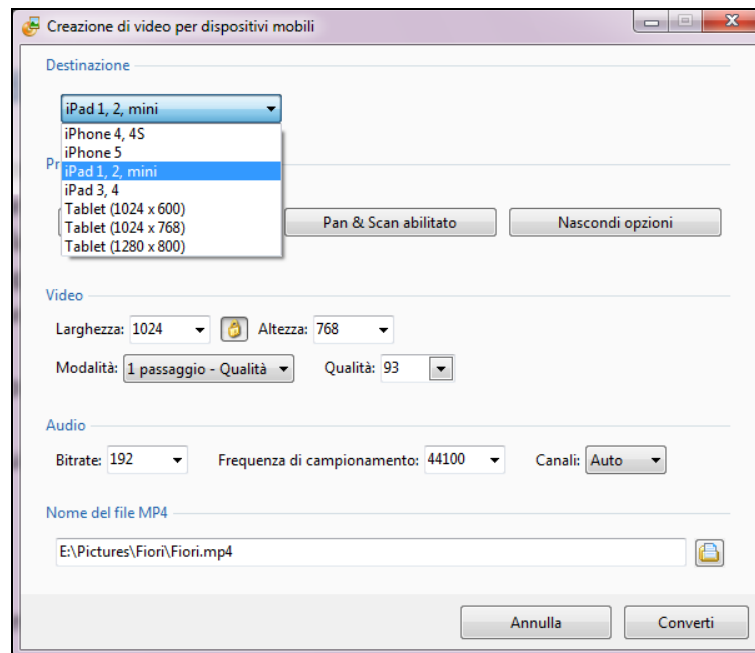 Creazione di video per dispositivi mobili
Destinazione
iPad 1, 2, mini
iPhone 4, 4S
iPhone 5
iPad 1, 2, mini
iPad 3, 4
Tablet (1024 x 600)
Tablet (1024 x 768)
Tablet (1280 x 800)
Pan & Scan abilitato Nascondi opzioni
Video
Larghezza: 1024 Altezza: 768
Modalità: 1 passaggio - Qualità Qualità: 93
Audio
Bitrate: 192 Frequenza di campionamento: 44100 Canali: Auto
Nome del file MP4
E:\Pictures\Fiori\Fiori.mp4
Annulla Converti